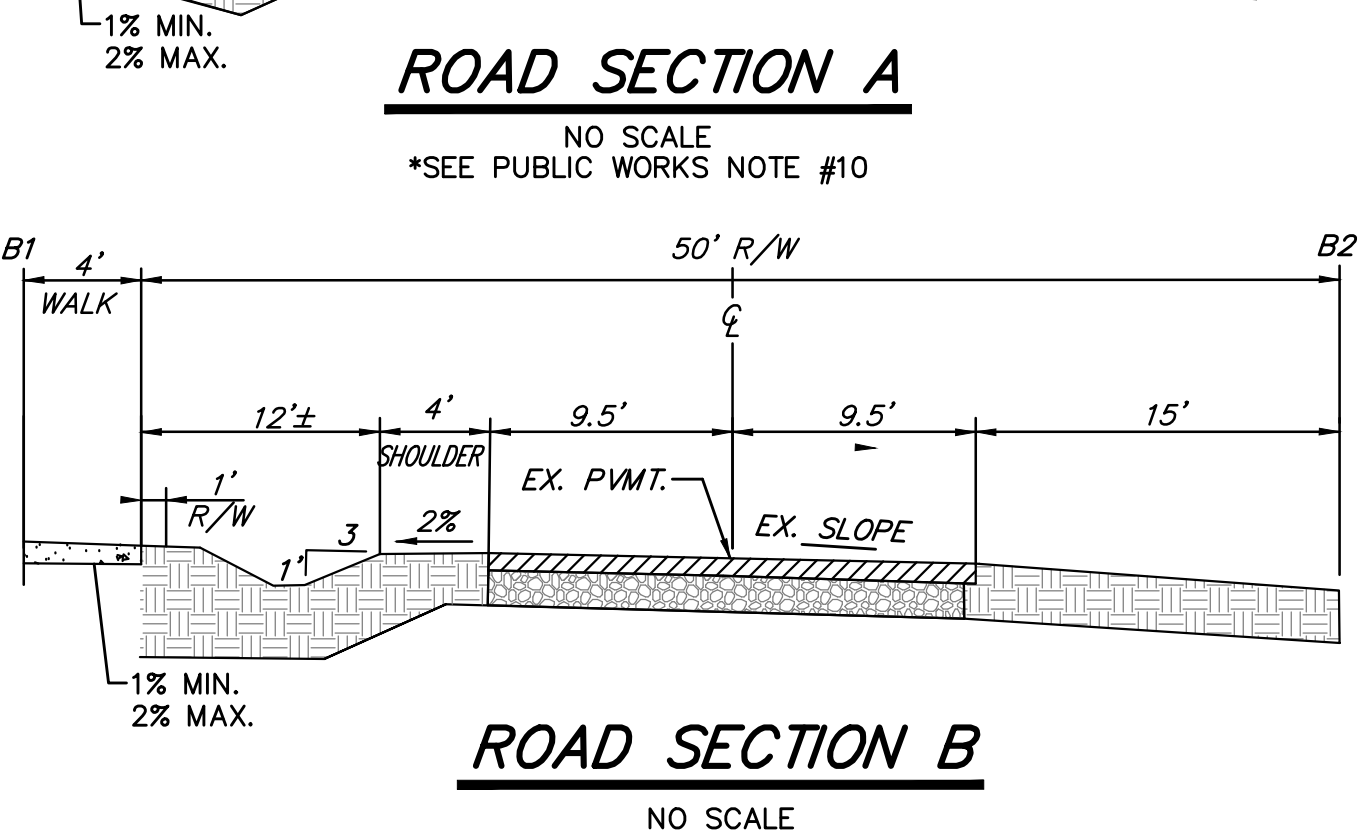 1% MIN.
2% MAX.
ROAD SECTION A
NO SCALE
*SEE PUBLIC WORKS NOTE #10
B1
4'
WALK
50' R/W
B2
℄
12'±
4'
SHOULDER
9.5'
9.5'
15'
1'
R/W
EX. PVMT.
EX. SLOPE
2%
3
1'
1% MIN.
2% MAX.
ROAD SECTION B
NO SCALE